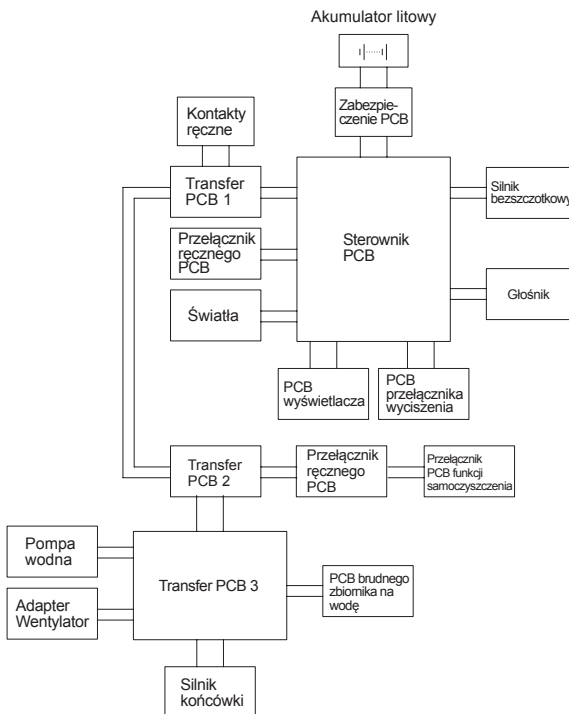 Akumulator litowy
Zabezpie-
czenie PCB
Kontakty
ręczne
Transfer
PCB 1
Silnik
bezszczotkowy
Sterownik
PCB
Przełącznik
ręcznego
PCB
Światła
Głośnik
PCB
wyświetlacza
PCB
przełącznika
wyciszenia
Transfer
PCB 2
Przełącznik
ręcznego
PCB
Przełącznik
PCB funkcji
samoczyszczenia
Pompa
wodna
Transfer PCB 3
PCB brudnego
zbiornika na
wodę
Adapter
Wentylator
Silnik
końcówki